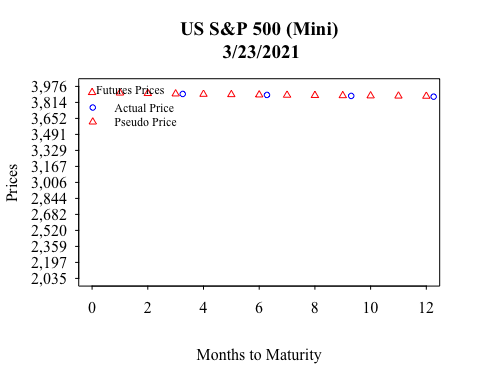 US S&P 500 (Mini)
3/23/2021
Prices
3,976
3,814
3,652
3,491
3,329
3,167
3,006
2,844
2,682
2,520
2,359
2,197
2,035
Futures Prices
Actual Price
Pseudo Price
0 2 4 6 8 10 12
Months to Maturity